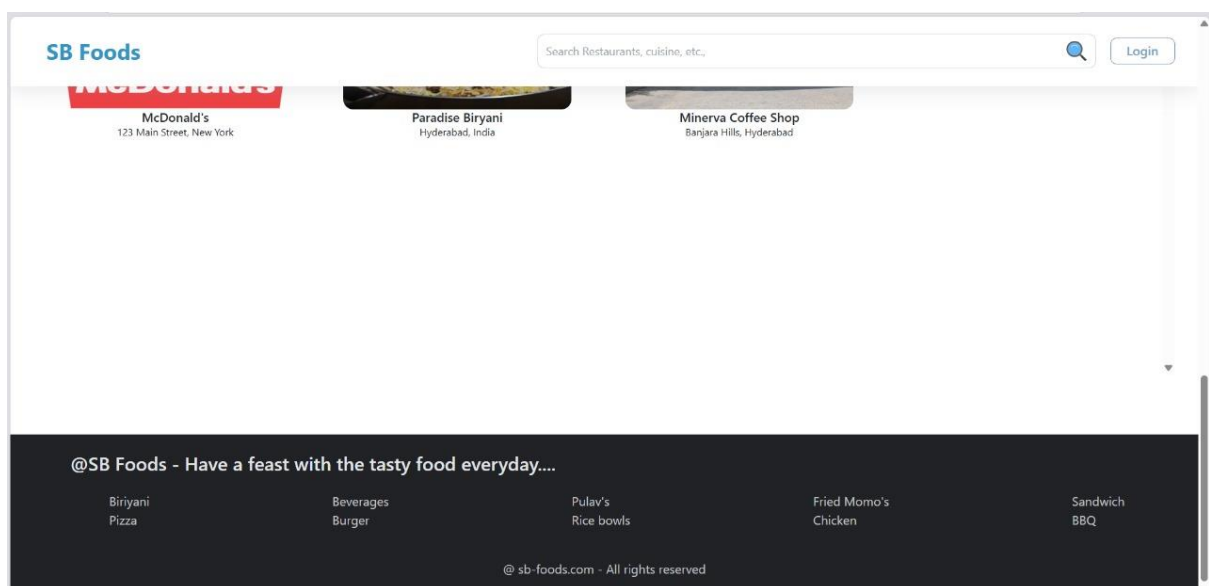 SB Foods
Search Restaurants, cuisine, etc.,
Login
McDonald's
McDonald's
123 Main Street, New York
Paradise Biryani
Hyderabad, India
Minerva Coffee Shop
Banjara Hills, Hyderabad
@SB Foods - Have a feast with the tasty food everyday....
Biriyani
Beverages
Pulav's
Fried Momo's
Sandwich
Pizza
Burger
Rice bowls
Chicken
BBQ
@ sb-foods.com - All rights reserved